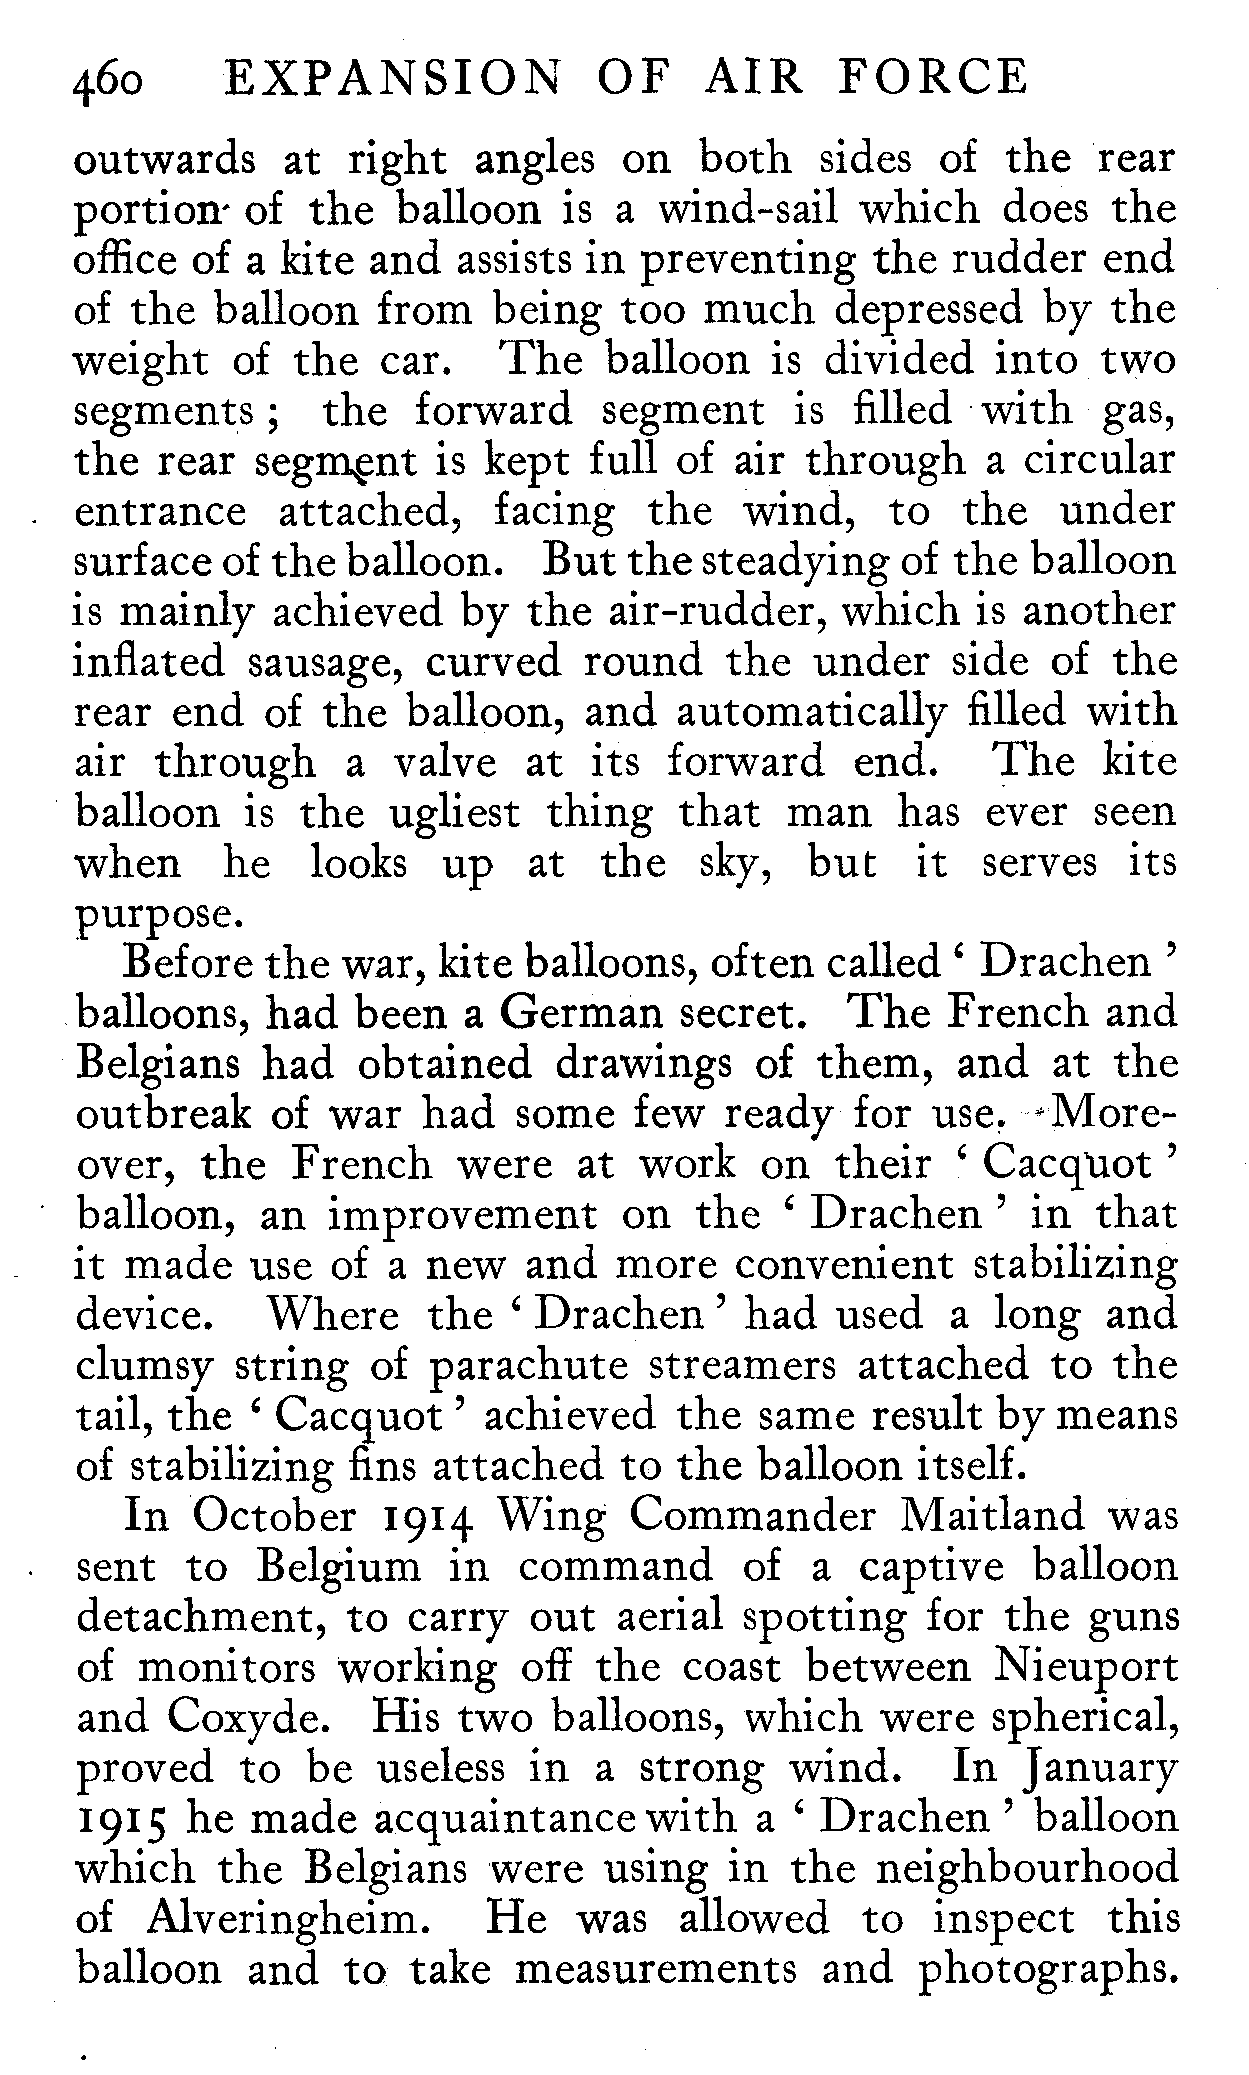 460 EXPANSION OF AIR FORCE
outwards at right angles on both sides of the rear
portion of the balloon is a wind-sail which does the
office of a kite and assists in preventing the rudder end
of the balloon from being too much depressed by the
weight of the car. The balloon is divided into two
segments ; the forward segment is filled with gas,
the rear segment is kept full of air through a circular
entrance attached, facing the wind, to the under
surface of the balloon. But the steadying of the balloon
is mainly achieved by the air-rudder, which is another
inflated sausage, curved round the under side of the
rear end of the balloon, and automatically filled with
air through a valve at its forward end. The kite
balloon is the ugliest thing that man has ever seen
when he looks up at the sky, but it serves its
purpose.
Before the war, kite balloons, often called ‘ Drachen ’
balloons, had been a German secret. The French and
Belgians had obtained drawings of them, and at the
outbreak of war had some few ready for use. More-
over, the French were at work on their ‘ Cacquot ’
balloon, an improvement on the ‘ Drachen ’ in that
it made use of a new and more convenient stabilizing
device. Where the ‘ Drachen ’ had used a long and
clumsy string of parachute streamers attached to the
tail, the ‘ Cacquot ’ achieved the same result by means
of stabilizing fins attached to the balloon itself.
In October 1914 Wing Commander Maitland was
sent to Belgium in command of a captive balloon
detachment, to carry out aerial spotting for the guns
of monitors working off the coast between Nieuport
and Coxyde. His two balloons, which were spherical,
proved to be useless in a strong wind. In January
1915 he made acquaintance with a ‘ Drachen ’ balloon
which the Belgians were using in the neighbourhood
of Alveringheim. He was allowed to inspect this
balloon and to take measurements and photographs.